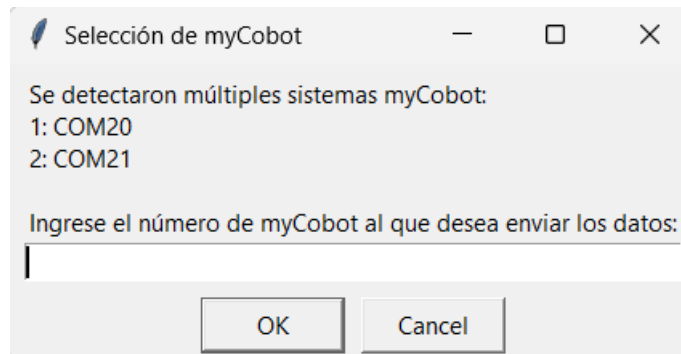 Selección de myCobot
Se detectaron múltiples sistemas myCobot:
1: COM20
2: COM21
Ingrese el número de myCobot al que desea enviar los datos:
OK
Cancel